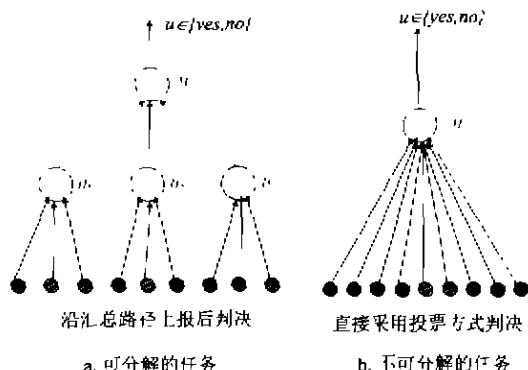 u∈{yes,no}
u∈{yes,no}
u
沿汇总路径上报后判决
直接采用投票方式判决
a. 可分解的任务
b. 不可分解的任务